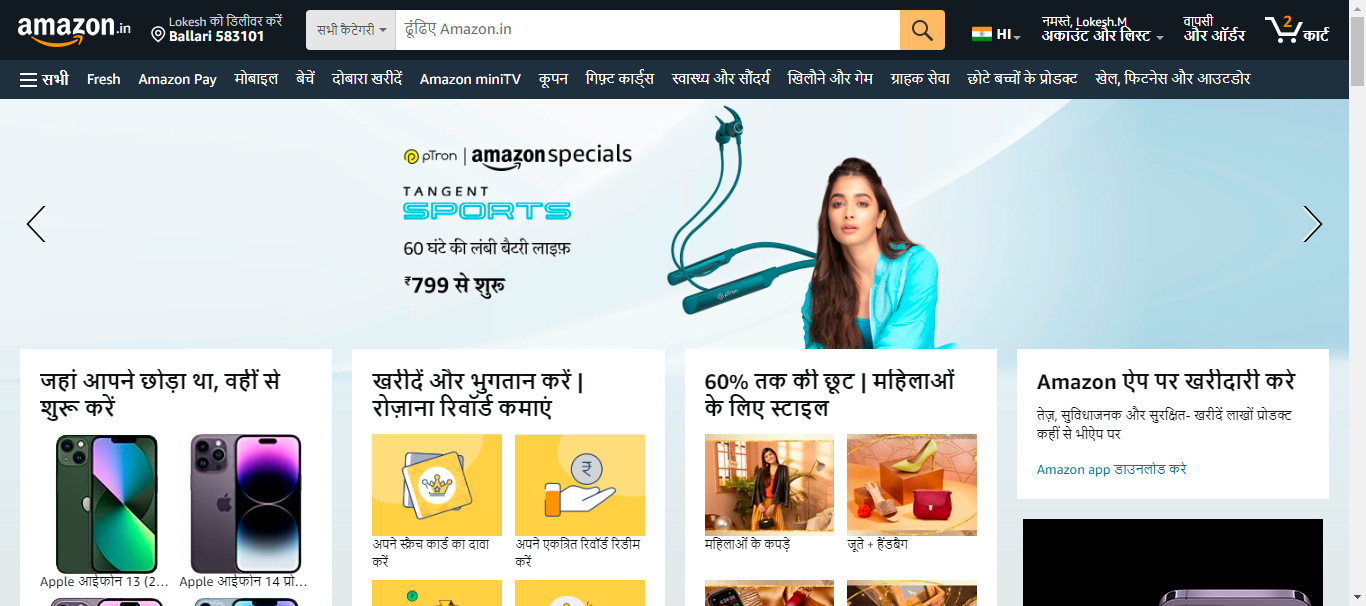 amazon.in
Lokesh को डिलीवर करें
Ballari 583101
सभी कैटेगरी
ढूंढिए Amazon.in
HI
नमस्ते, Lokesh.M
अकाउंट और लिस्ट
वापसी
और ऑर्डर
2
कार्ट
सभी
Fresh
Amazon Pay
मोबाइल
बेचें
दोबारा खरीदें
Amazon miniTV
कूपन
गिफ़्ट कार्ड्स
स्वास्थ्य और सौंदर्य
खिलौने और गेम
ग्राहक सेवा
छोटे बच्चों के प्रोडक्ट
खेल, फिटनेस और आउटडोर
pTron | amazon specials
TANGENT
SPORTS
60 घंटे की लंबी बैटरी लाइफ़
₹799 से शुरू
pTron
जहां आपने छोड़ा था, वहीं से
शुरू करें
Apple आईफोन 13 (2...
Apple आईफोन 14 प्रो...
खरीदें और भुगतान करें |
रोज़ाना रिवॉर्ड कमाएं
₹
अपने स्क्रैच कार्ड का दावा
करें
अपने एकत्रित रिवॉर्ड रिडीम
करें
60% तक की छूट | महिलाओं
के लिए स्टाइल
महिलाओं के कपड़े
जूते + हैंडबैग
Amazon ऐप पर खरीदारी करे
तेज़, सुविधाजनक और सुरक्षित- खरीदें लाखों प्रोडक्ट
कहीं से भीऐप पर
Amazon app डाउनलोड करे